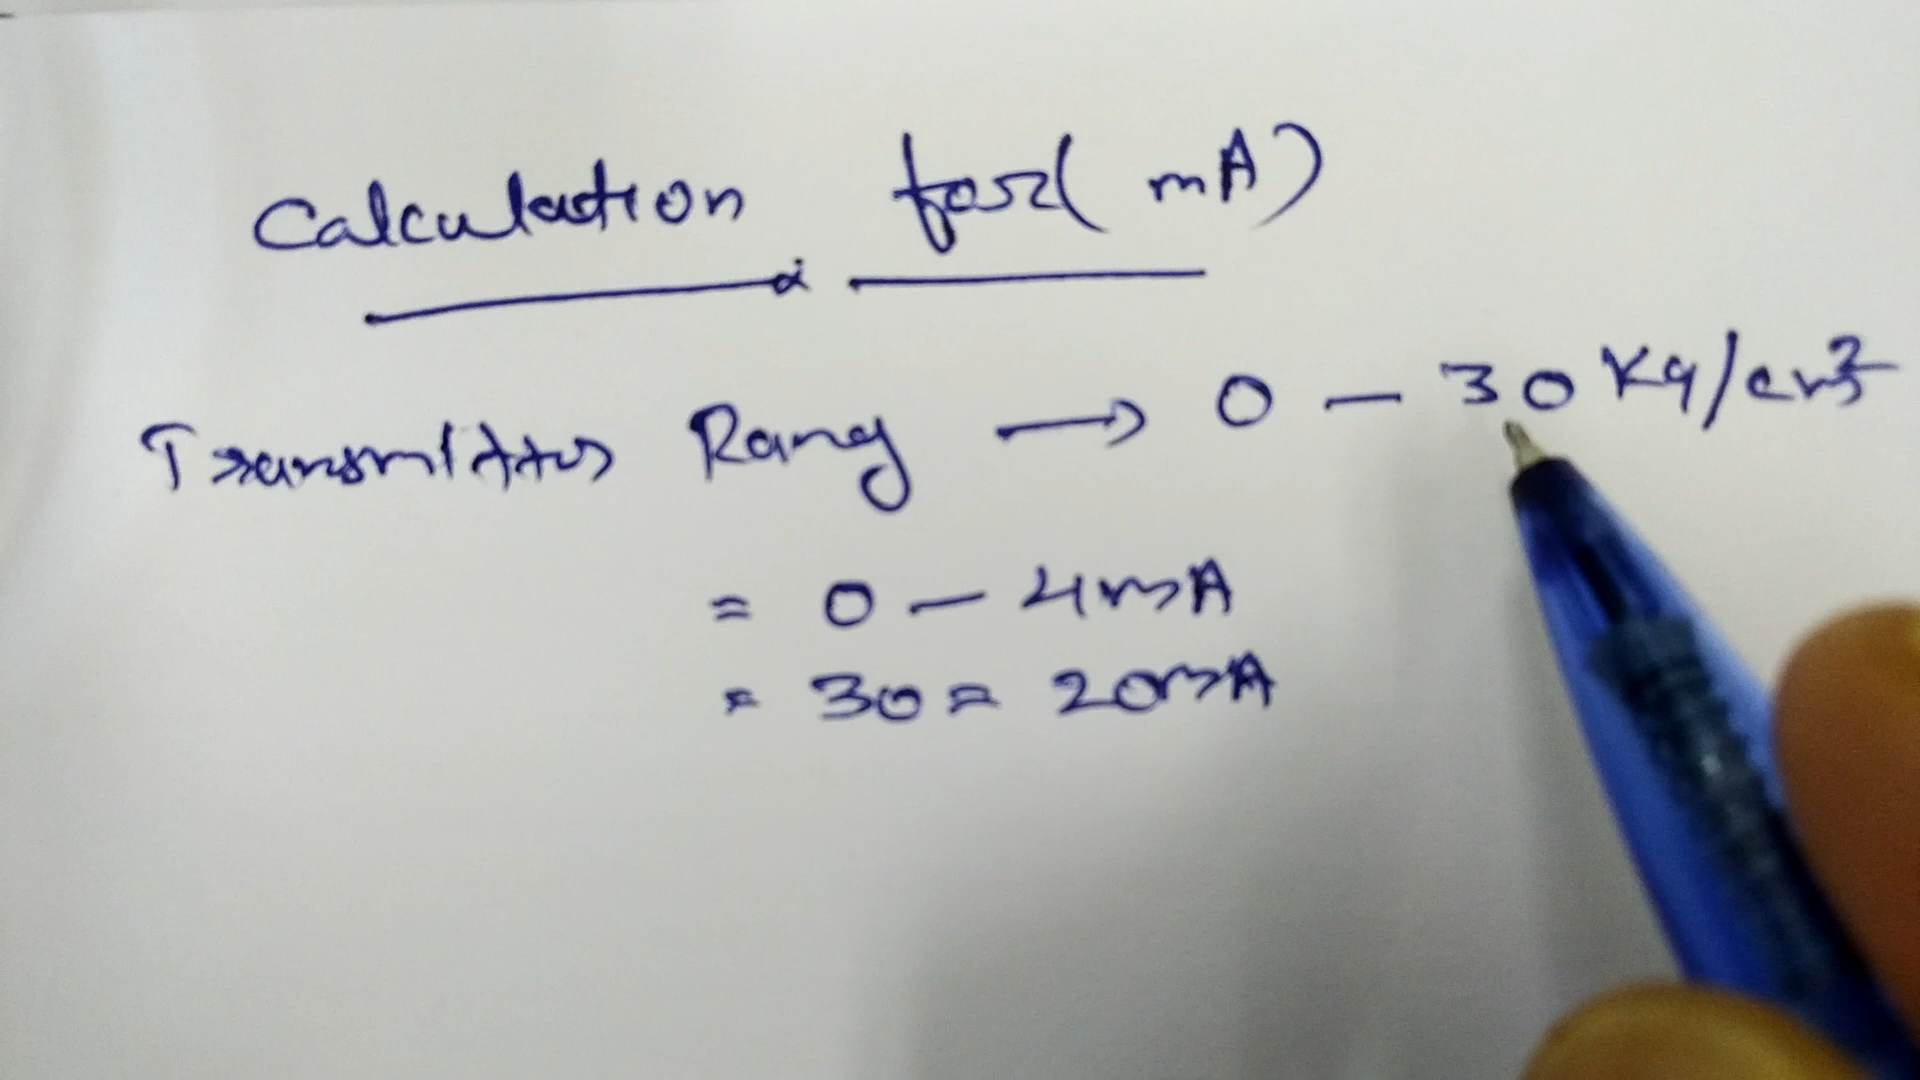 Calculation for (mA)
Transmitter Rang → 0 - 30 Kg/cm²
= 0 - 4mA
= 30 = 20mA